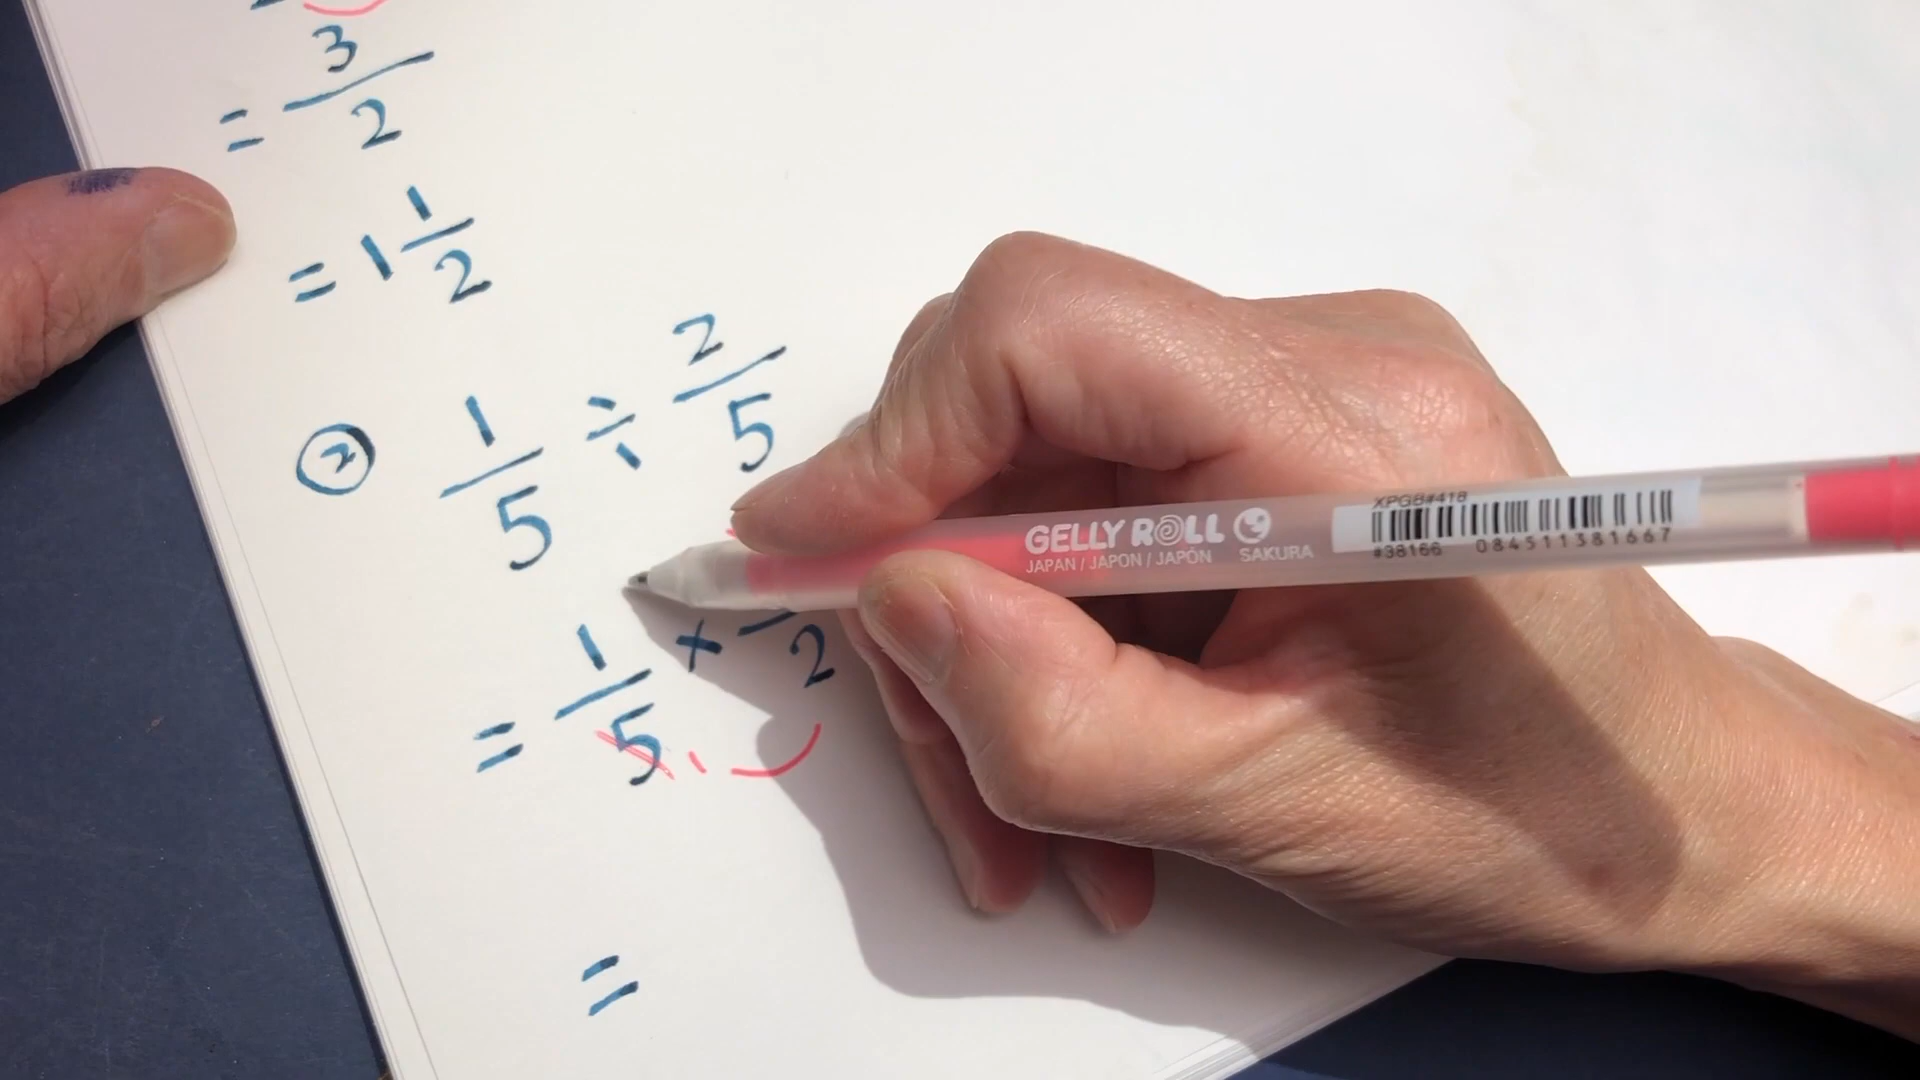 = 3/2
= 1 1/2
② 1/5 ÷ 2/5
= 1/5 × /2
1
=
GELLY ROLL
JAPAN / JAPON / JAPÓN SAKURA
XPGB#418
#38166 084511381667